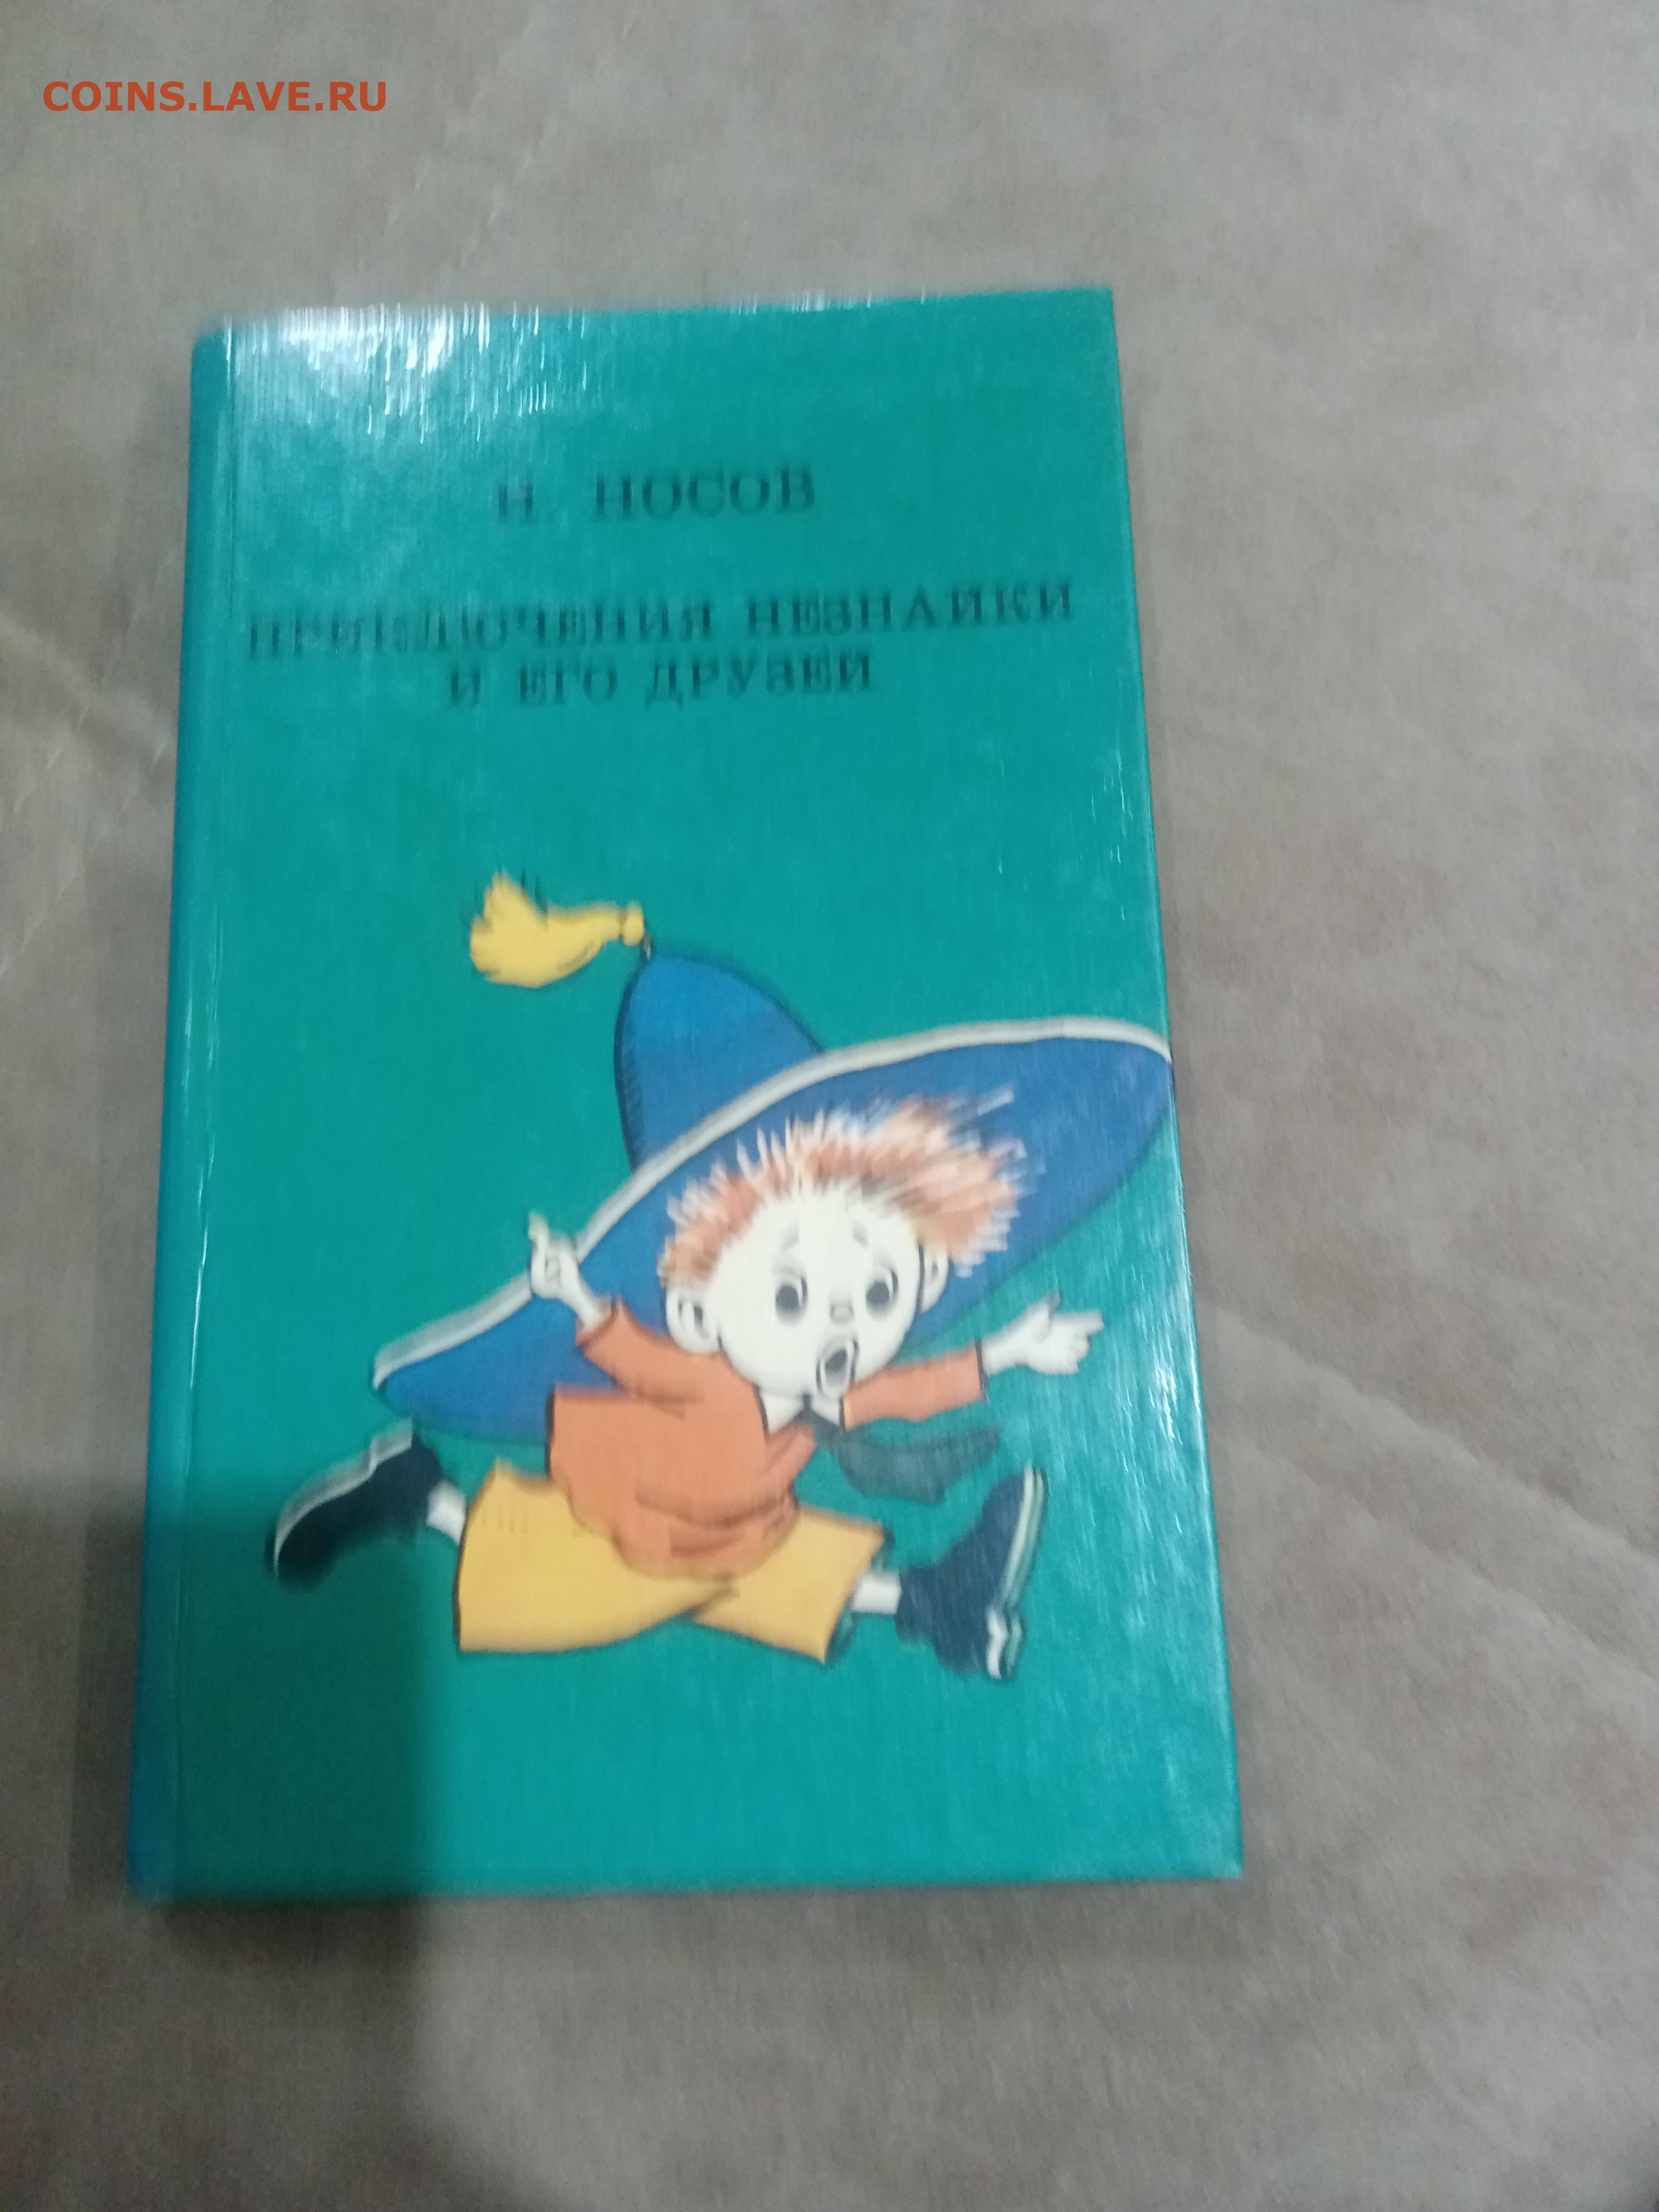 COINS.LAVE.RU
Н. НОСОВ
ПРИКЛЮЧЕНИЯ НЕЗНАЙКИ
И ЕГО ДРУЗЕЙ